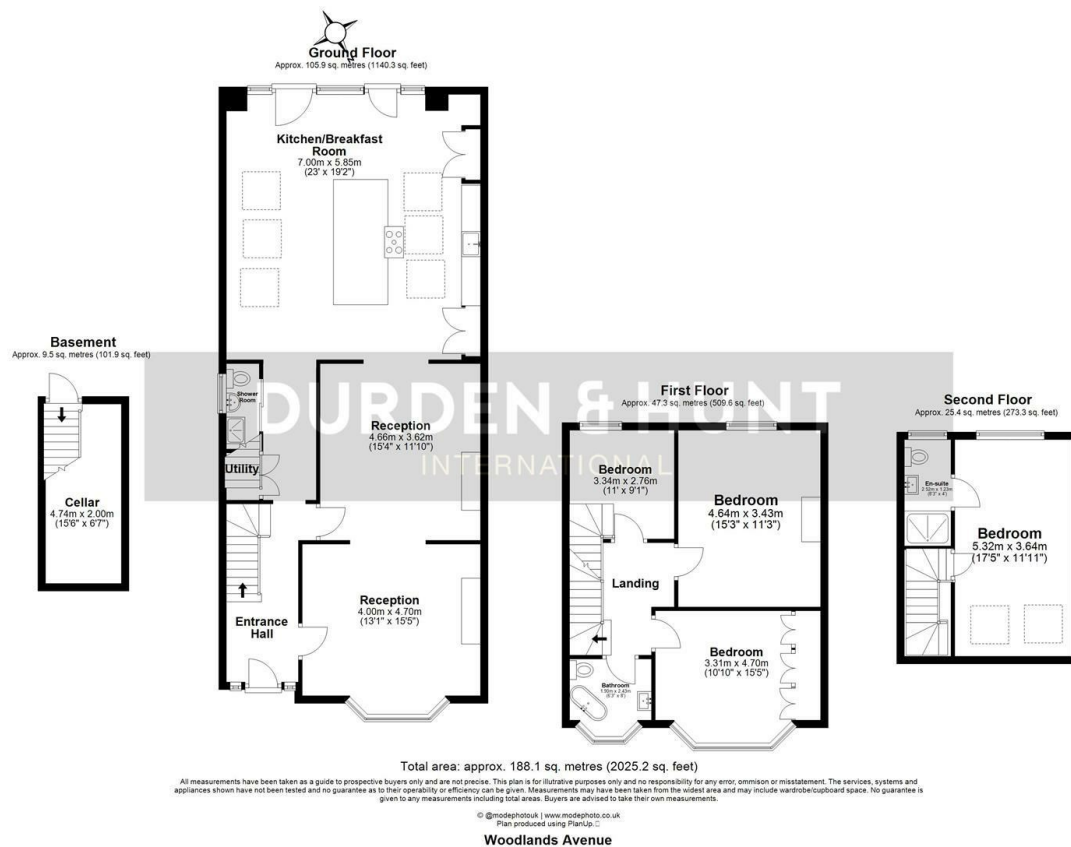 Ground Floor
Approx. 105.9 sq. metres (1140.3 sq. feet)
Kitchen/Breakfast
Room
7.00m x 5.85m
(23' x 19'2")
Basement
Approx. 9.5 sq. metres (101.9 sq. feet)
Cellar
4.74m x 2.00m
(15'6" x 6'7")
DURDEN & HUNT
INTERNATIONAL
Shower
Room
Utility
Reception
4.66m x 3.62m
(15'4" x 11'10")
Entrance
Hall
Reception
4.00m x 4.70m
(13'1" x 15'5")
First Floor
Approx. 47.3 sq. metres (509.6 sq. feet)
Bedroom
3.34m x 2.76m
(11' x 9'1")
Bedroom
4.64m x 3.43m
(15'3" x 11'3")
Landing
Bedroom
3.31m x 4.70m
(10'10" x 15'5")
Bathroom
Second Floor
Approx. 25.4 sq. metres (273.3 sq. feet)
En-suite
2.52m x 1.23m
(8'3" x 4')
Bedroom
5.32m x 3.64m
(17'5" x 11'11")
Total area: approx. 188.1 sq. metres (2025.2 sq. feet)
All measurements have been taken as a guide to prospective buyers only and are not precise. This plan is for illustrative purposes only and no responsibility for any error, ommison or misstatement. The services, systems and
appliances shown have not been tested and no guarantee as to their operability or efficiency can be given. Measurements may have been taken from the widest area and may include wardrobe/cupboard space. No guarantee is
given to any measurements including total areas. Buyers are advised to take their own measurements.
© @modephotouk | www.modephoto.co.uk
Plan produced using PlanUp.
Woodlands Avenue